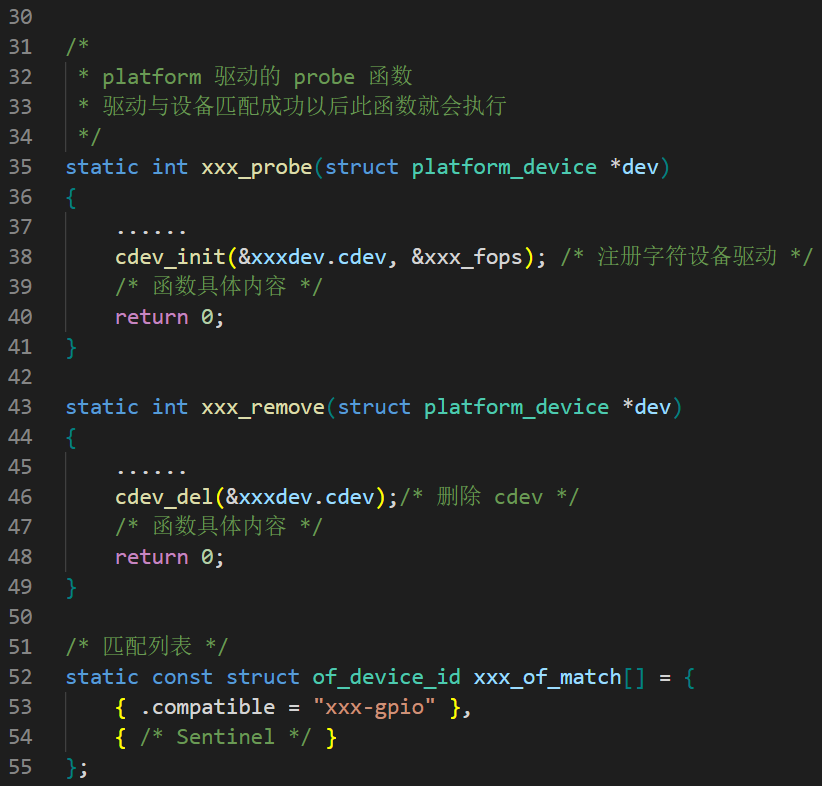 30
31 /*
32  * platform 驱动的 probe 函数
33  * 驱动与设备匹配成功以后此函数就会执行
34  */
35 static int xxx_probe(struct platform_device *dev)
36 {
37     ......
38     cdev_init(&xxxdev.cdev, &xxx_fops); /* 注册字符设备驱动 */
39     /* 函数具体内容 */
40     return 0;
41 }
42
43 static int xxx_remove(struct platform_device *dev)
44 {
45     ......
46     cdev_del(&xxxdev.cdev);/* 删除 cdev */
47     /* 函数具体内容 */
48     return 0;
49 }
50
51 /* 匹配列表 */
52 static const struct of_device_id xxx_of_match[] = {
53     { .compatible = "xxx-gpio" },
54     { /* Sentinel */ }
55 };